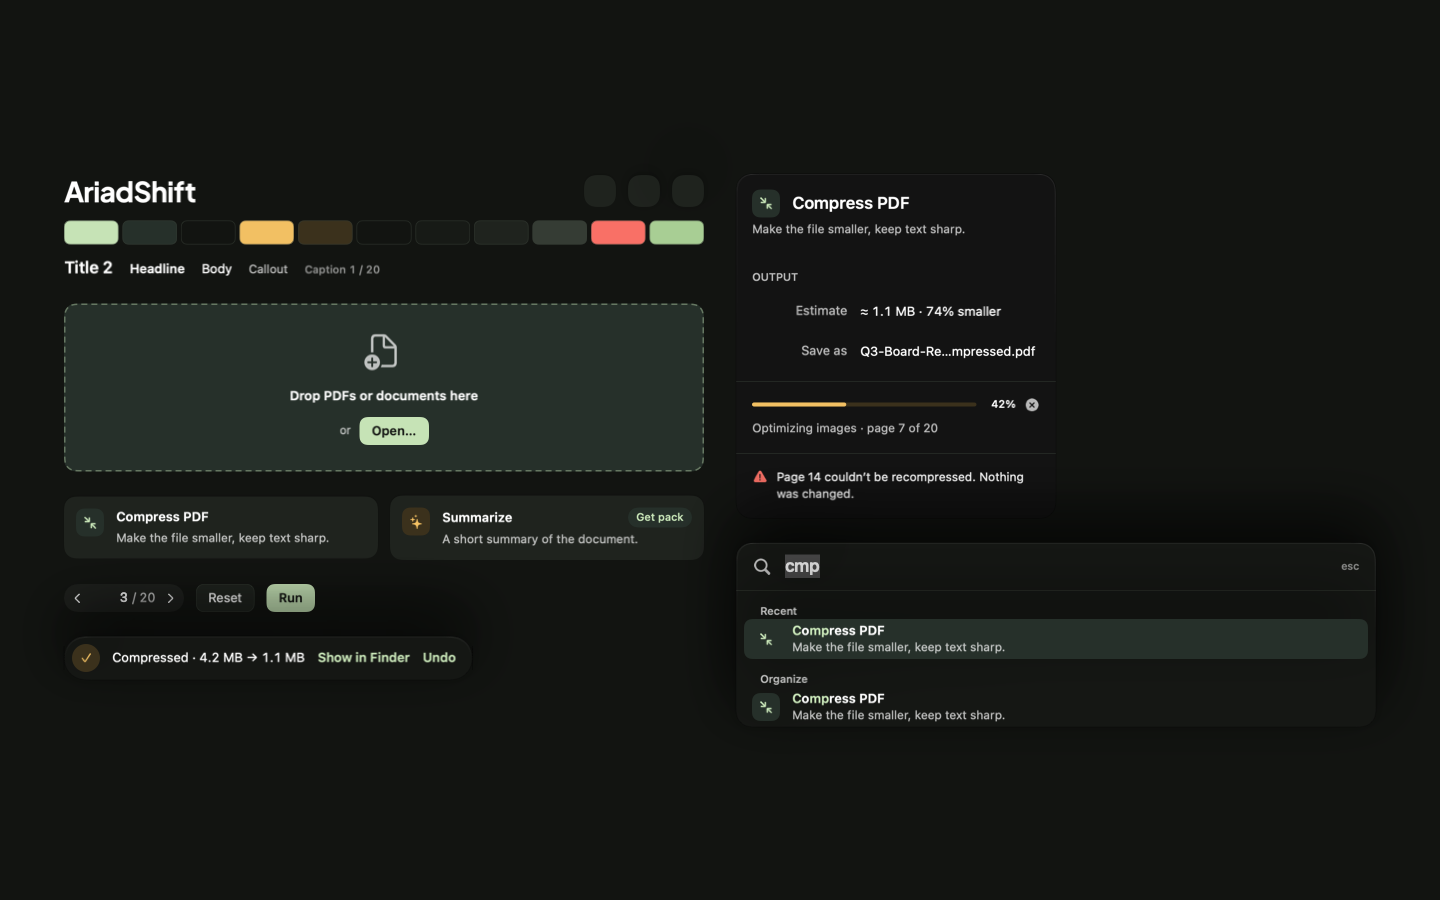 AriadShift
Title 2 Headline Body Callout Caption 1 / 20
Drop PDFs or documents here
or Open...
Compress PDF
Make the file smaller, keep text sharp.
Summarize Get pack
A short summary of the document.
3 / 20 Reset Run
Compressed · 4.2 MB → 1.1 MB Show in Finder Undo
Compress PDF
Make the file smaller, keep text sharp.
OUTPUT
Estimate ≈ 1.1 MB · 74% smaller
Save as Q3-Board-Re...mpressed.pdf
42%
Optimizing images · page 7 of 20
Page 14 couldn't be recompressed. Nothing
was changed.
cmp esc
Recent
Compress PDF
Make the file smaller, keep text sharp.
Organize
Compress PDF
Make the file smaller, keep text sharp.